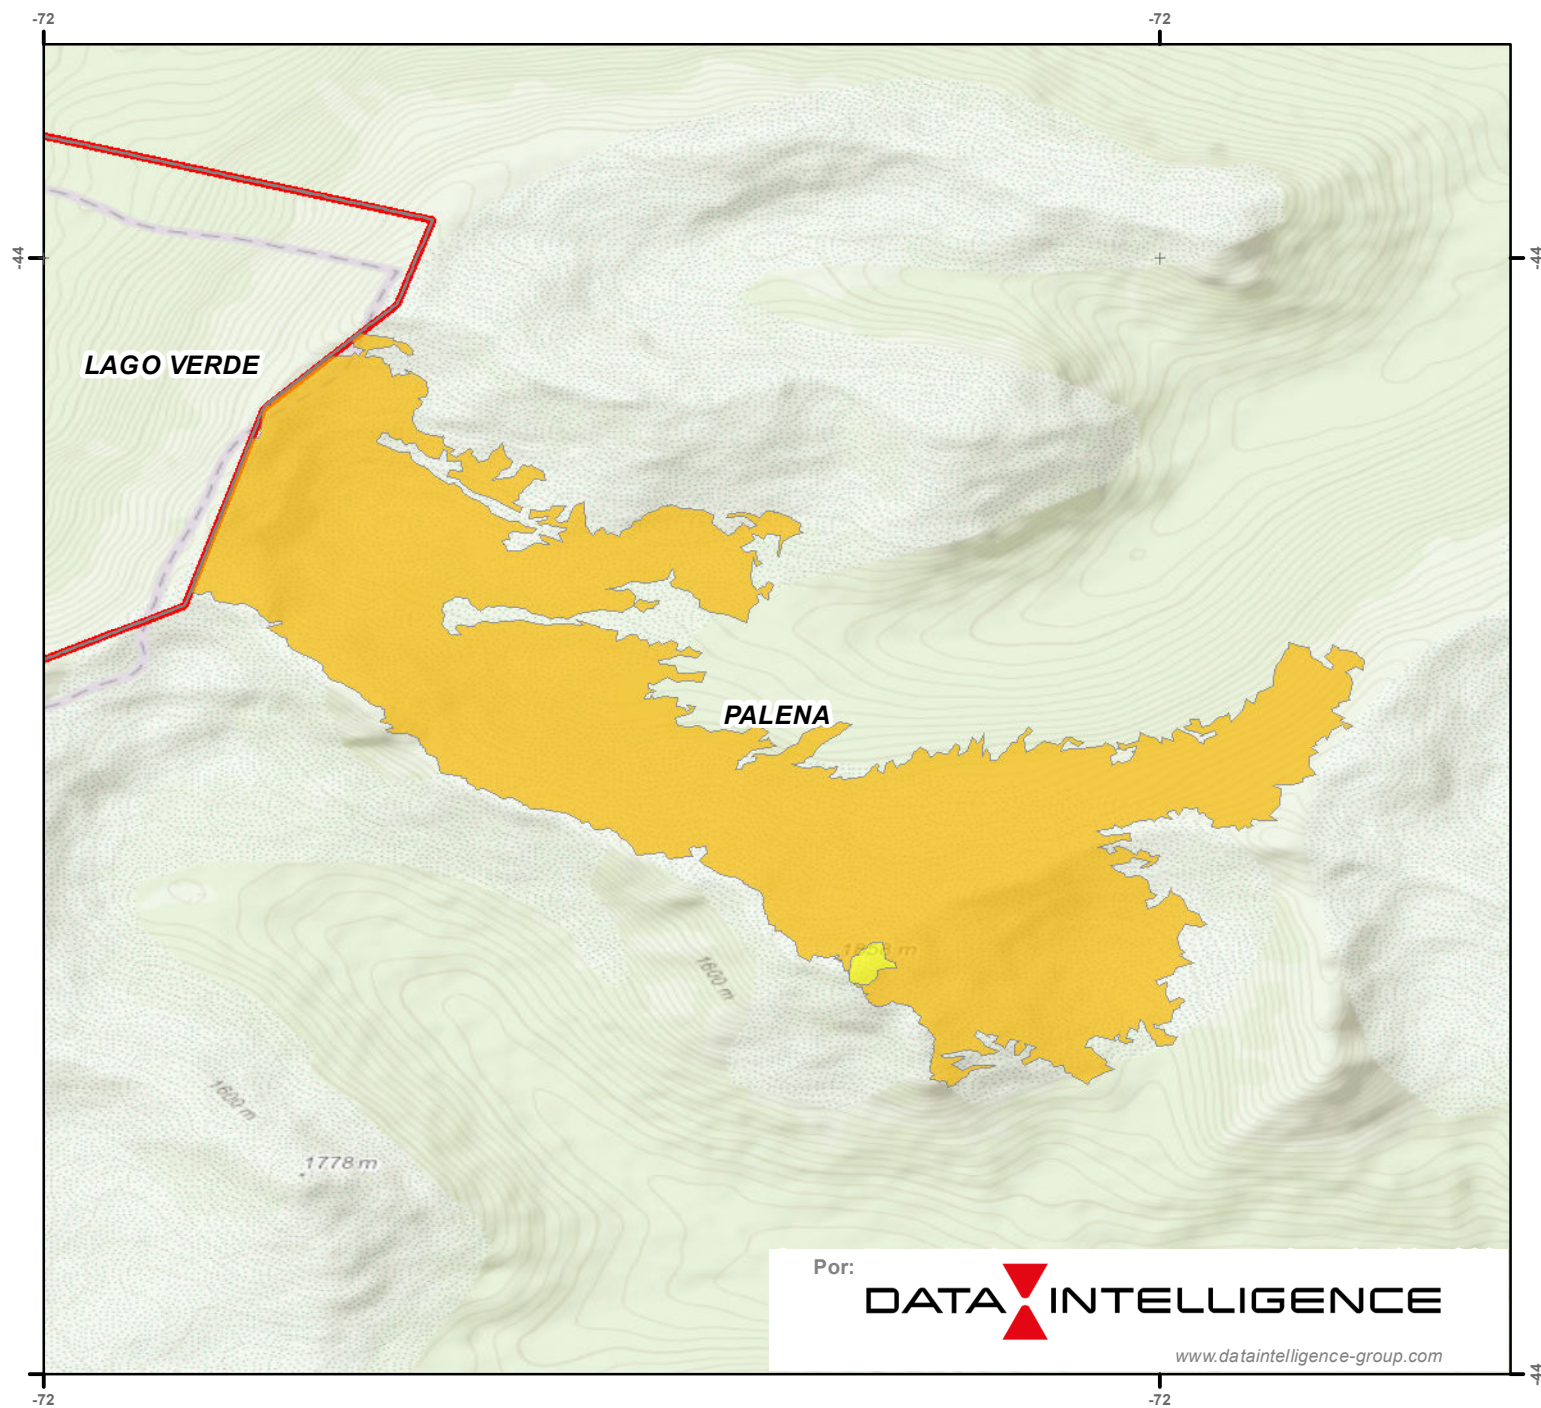 -72
-72
-44
-44
LAGO VERDE
PALENA
1600 m
1600 m
1778 m
Por:
DATA INTELLIGENCE
www.dataintelligence-group.com
-44
-72
-72